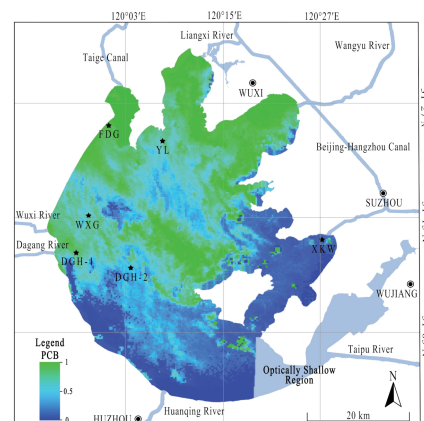 120°03'E 120°15'E 120°27'E
Liangxi River
Wangyu River
Taige Canal
WUXI
FDG
YL
Beijing-Hangzhou Canal
SUZHOU
Wuxi River
WXG
XKW
Dagang River
DGH-1
DGH-2
WUJIANG
Legend
PCB
1
0.5
0
Optically Shallow
Region
Taipu River
N
Huanqing River
HUZHOU
20 km